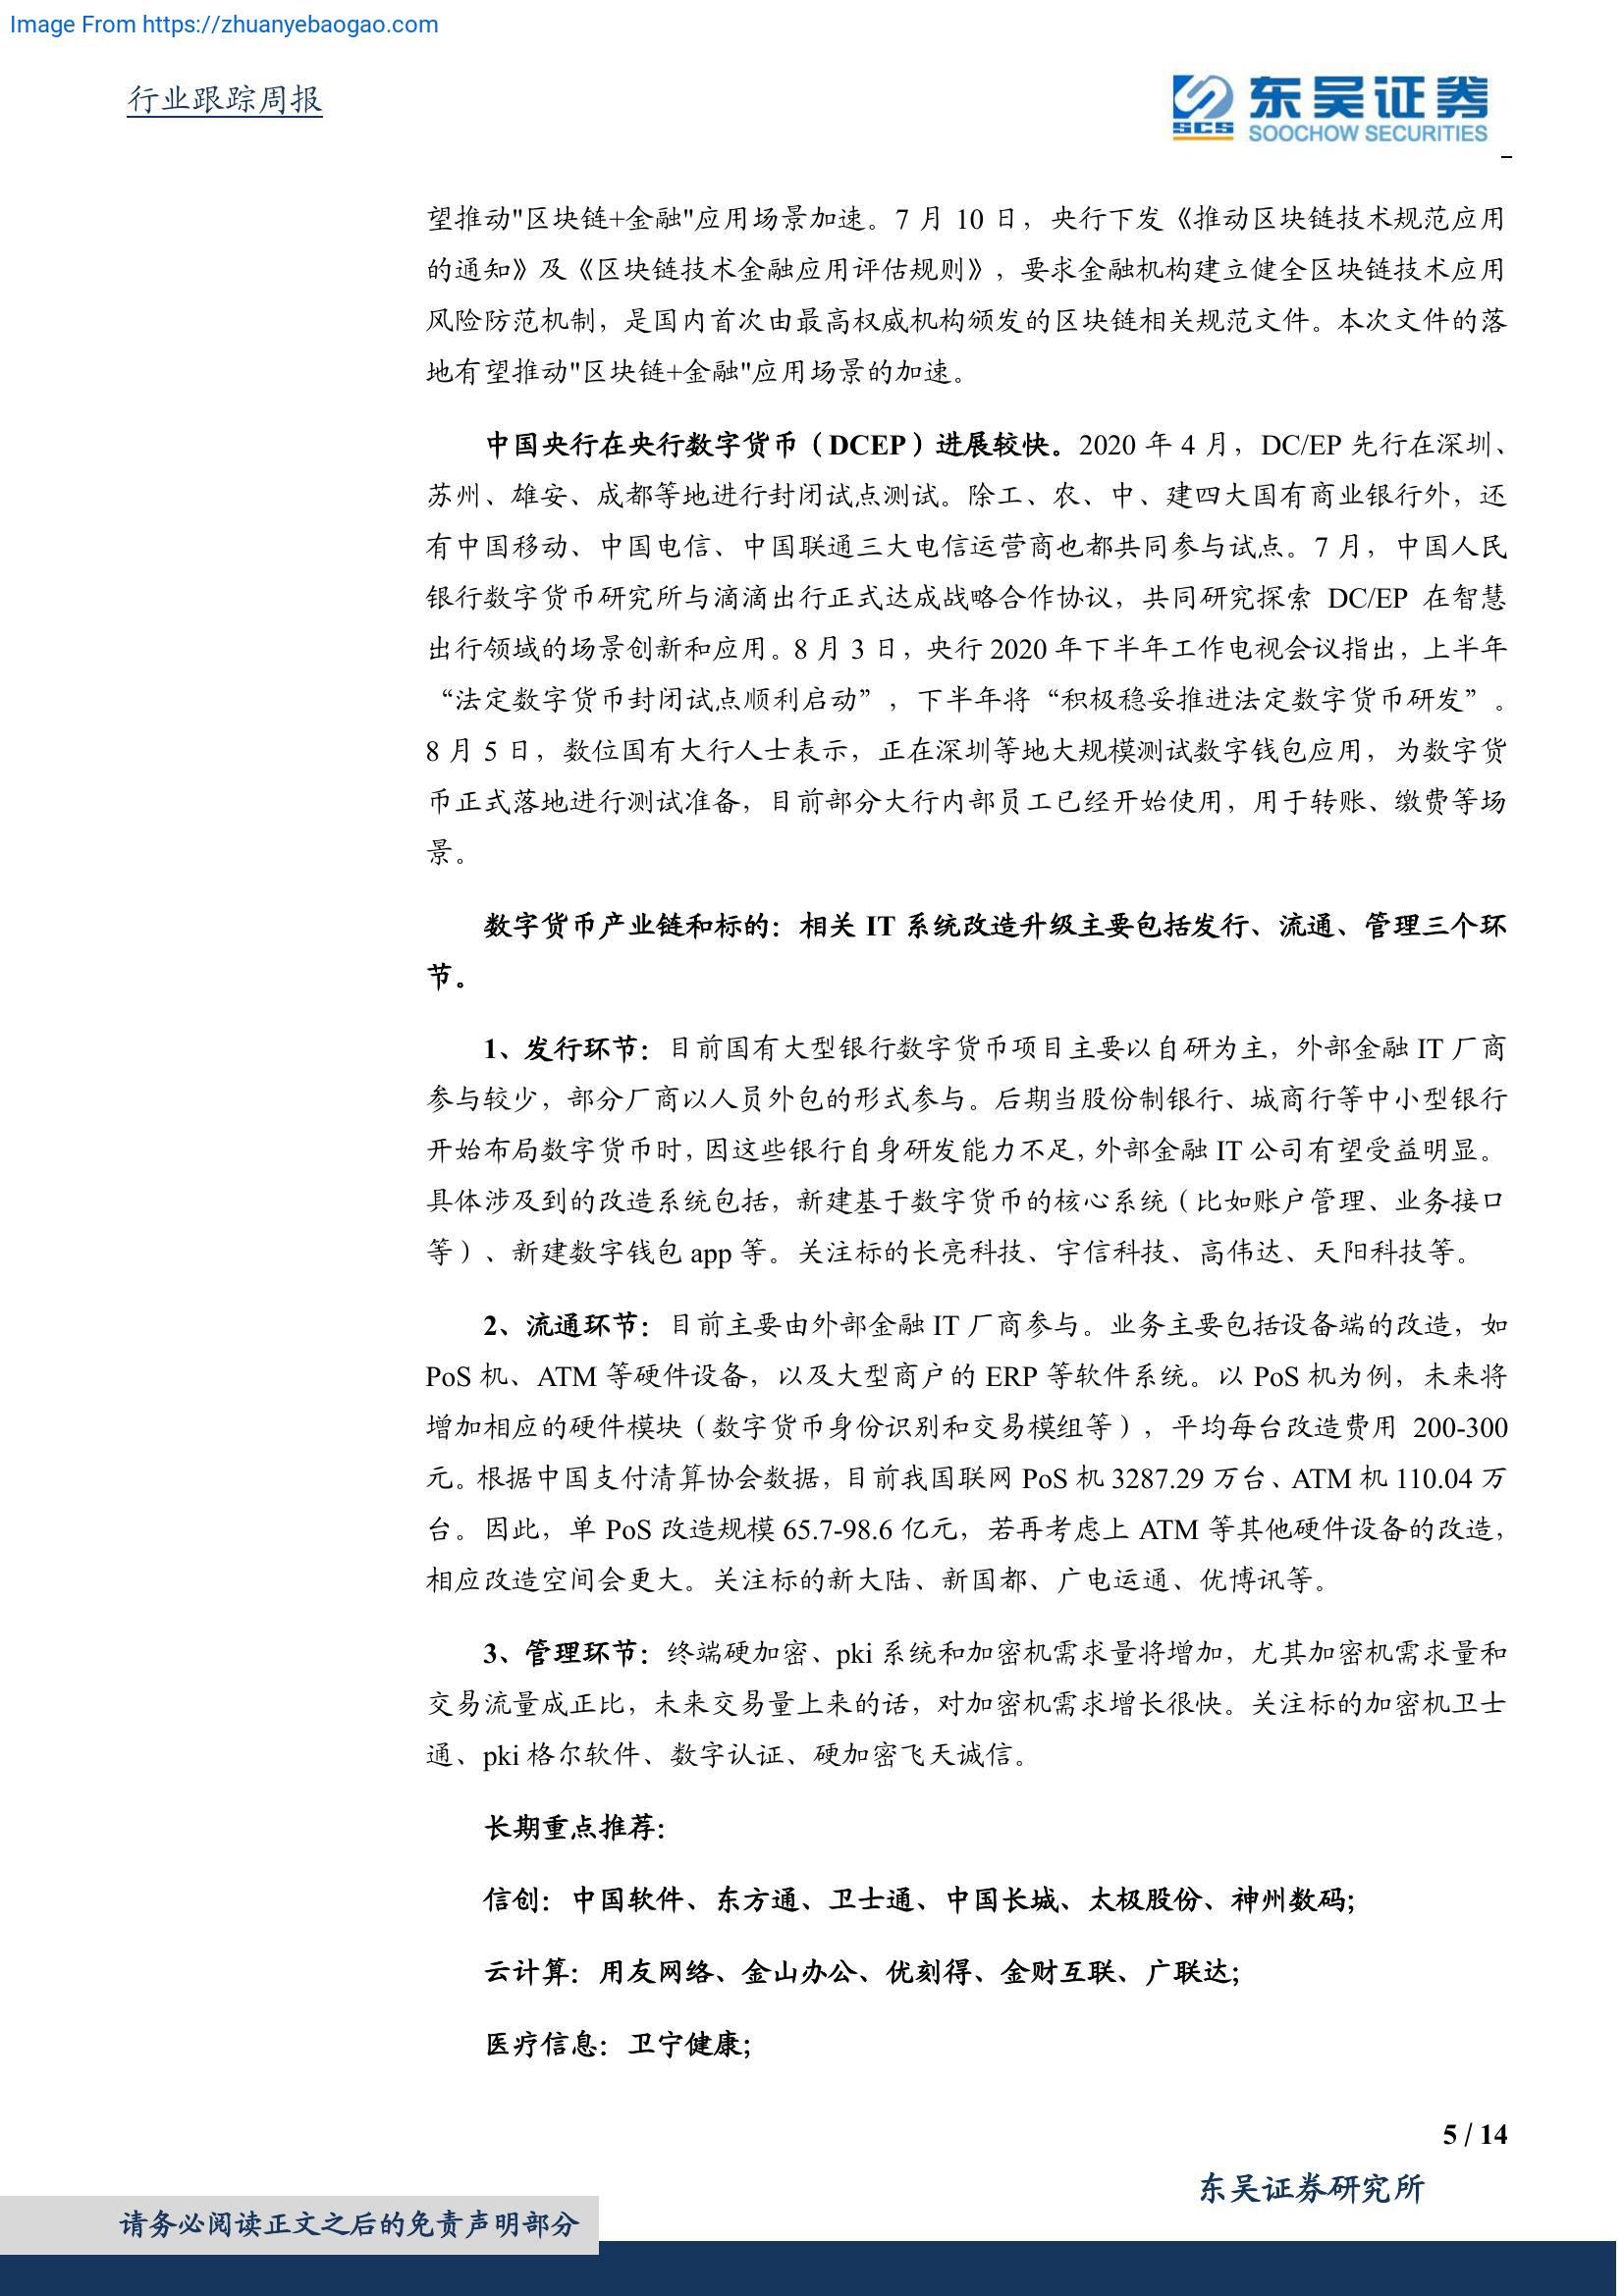 Image From https://zhuanyebaogao.com
行业跟踪周报
东吴证券
SCS
SOOCHOW SECURITIES
望推动"区块链+金融"应用场景加速。7 月 10 日，央行下发《推动区块链技术规范应用
的通知》及《区块链技术金融应用评估规则》，要求金融机构建立健全区块链技术应用
风险防范机制，是国内首次由最高权威机构颁发的区块链相关规范文件。本次文件的落
地有望推动"区块链+金融"应用场景的加速。
中国央行在央行数字货币（DCEP）进展较快。2020 年 4 月，DC/EP 先行在深圳、
苏州、雄安、成都等地进行封闭试点测试。除工、农、中、建四大国有商业银行外，还
有中国移动、中国电信、中国联通三大电信运营商也都共同参与试点。7 月，中国人民
银行数字货币研究所与滴滴出行正式达成战略合作协议，共同研究探索 DC/EP 在智慧
出行领域的场景创新和应用。8 月 3 日，央行 2020 年下半年工作电视会议指出，上半年
“法定数字货币封闭试点顺利启动”，下半年将“积极稳妥推进法定数字货币研发”。
8 月 5 日，数位国有大行人士表示，正在深圳等地大规模测试数字钱包应用，为数字货
币正式落地进行测试准备，目前部分大行内部员工已经开始使用，用于转账、缴费等场
景。
数字货币产业链和标的：相关 IT 系统改造升级主要包括发行、流通、管理三个环
节。
1、发行环节：目前国有大型银行数字货币项目主要以自研为主，外部金融 IT 厂商
参与较少，部分厂商以人员外包的形式参与。后期当股份制银行、城商行等中小型银行
开始布局数字货币时，因这些银行自身研发能力不足，外部金融 IT 公司有望受益明显。
具体涉及到的改造系统包括，新建基于数字货币的核心系统（比如账户管理、业务接口
等）、新建数字钱包 app 等。关注标的长亮科技、宇信科技、高伟达、天阳科技等。
2、流通环节：目前主要由外部金融 IT 厂商参与。业务主要包括设备端的改造，如
PoS 机、ATM 等硬件设备，以及大型商户的 ERP 等软件系统。以 PoS 机为例，未来将
增加相应的硬件模块（数字货币身份识别和交易模组等），平均每台改造费用 200-300
元。根据中国支付清算协会数据，目前我国联网 PoS 机 3287.29 万台、ATM 机 110.04 万
台。因此，单 PoS 改造规模 65.7-98.6 亿元，若再考虑上 ATM 等其他硬件设备的改造，
相应改造空间会更大。关注标的新大陆、新国都、广电运通、优博讯等。
3、管理环节：终端硬加密、pki 系统和加密机需求量将增加，尤其加密机需求量和
交易流量成正比，未来交易量上来的话，对加密机需求增长很快。关注标的加密机卫士
通、pki 格尔软件、数字认证、硬加密飞天诚信。
长期重点推荐：
信创：中国软件、东方通、卫士通、中国长城、太极股份、神州数码；
云计算：用友网络、金山办公、优刻得、金财互联、广联达；
医疗信息：卫宁健康；
5 / 14
东吴证券研究所
请务必阅读正文之后的免责声明部分